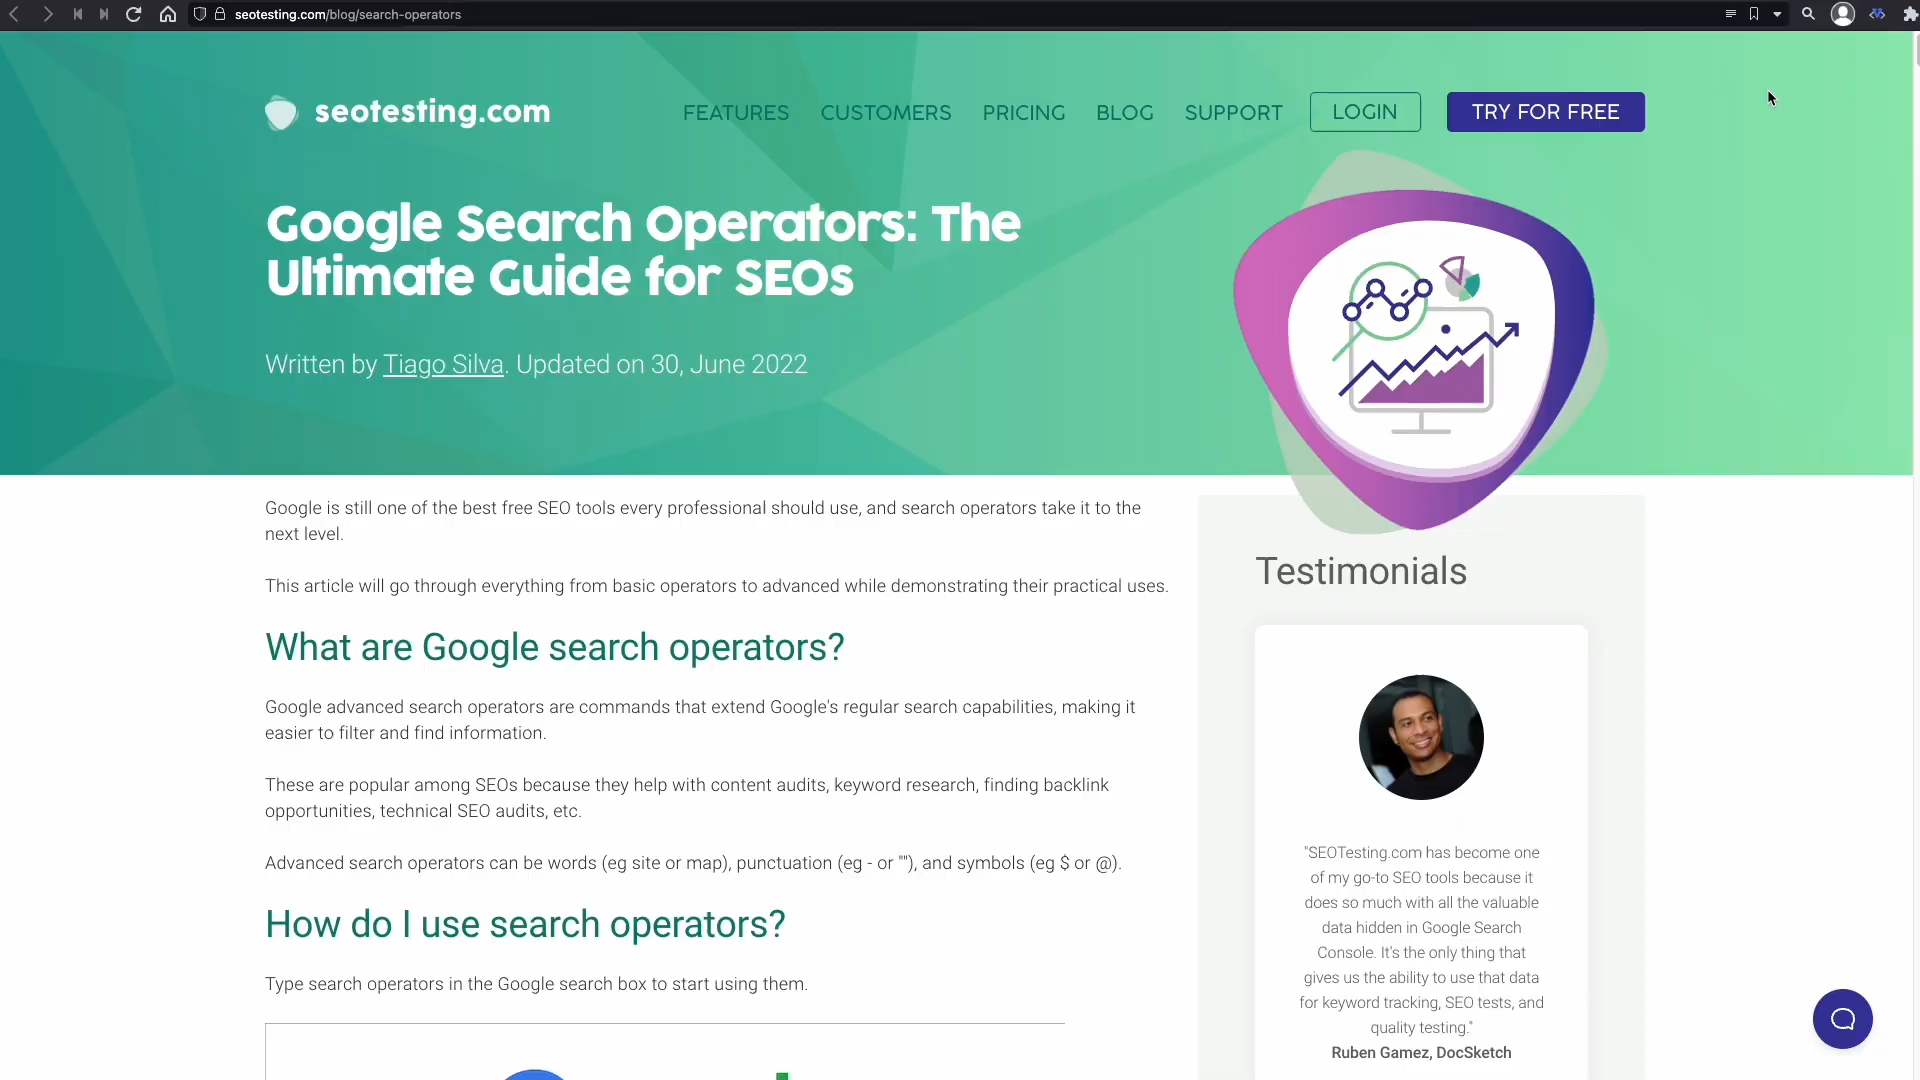 seotesting.com/blog/search-operators
seotesting.com
FEATURES
CUSTOMERS
PRICING
BLOG
SUPPORT
LOGIN
TRY FOR FREE
Google Search Operators: The
Ultimate Guide for SEOs
Written by Tiago Silva. Updated on 30, June 2022
Google is still one of the best free SEO tools every professional should use, and search operators take it to the
next level.
This article will go through everything from basic operators to advanced while demonstrating their practical uses.
What are Google search operators?
Google advanced search operators are commands that extend Google's regular search capabilities, making it
easier to filter and find information.
These are popular among SEOs because they help with content audits, keyword research, finding backlink
opportunities, technical SEO audits, etc.
Advanced search operators can be words (eg site or map), punctuation (eg - or ""), and symbols (eg $ or @).
How do I use search operators?
Type search operators in the Google search box to start using them.
Testimonials
"SEOTesting.com has become one
of my go-to SEO tools because it
does so much with all the valuable
data hidden in Google Search
Console. It's the only thing that
gives us the ability to use that data
for keyword tracking, SEO tests, and
quality testing."
Ruben Gamez, DocSketch